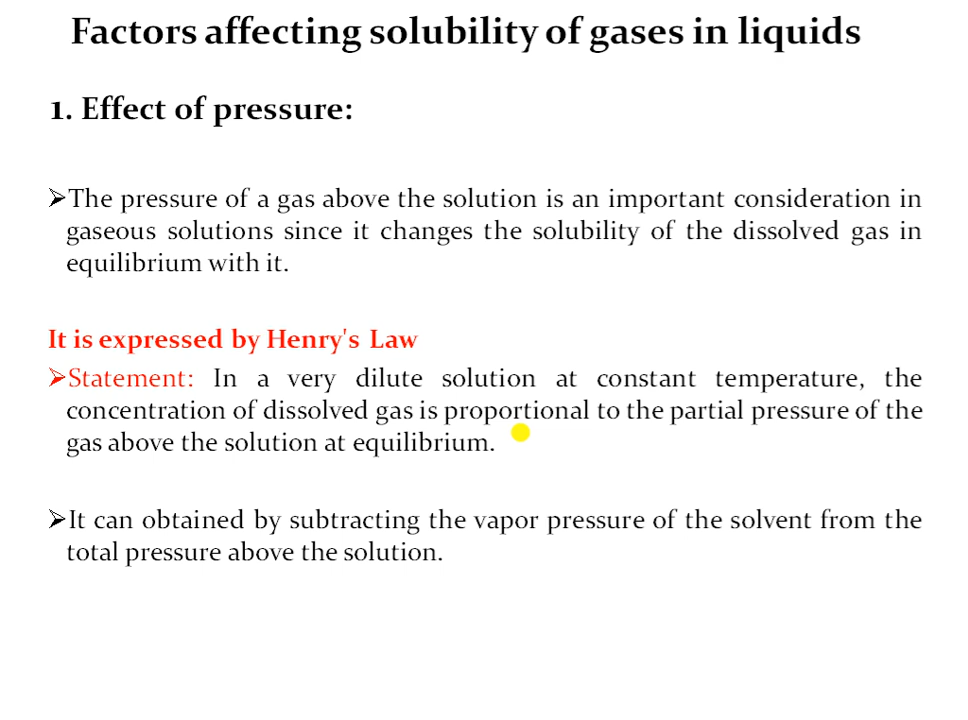 Factors affecting solubility of gases in liquids
1. Effect of pressure:
➢The pressure of a gas above the solution is an important consideration in
gaseous solutions since it changes the solubility of the dissolved gas in
equilibrium with it.
It is expressed by Henry's Law
➢Statement: In a very dilute solution at constant temperature, the
concentration of dissolved gas is proportional to the partial pressure of the
gas above the solution at equilibrium.
➢It can obtained by subtracting the vapor pressure of the solvent from the
total pressure above the solution.